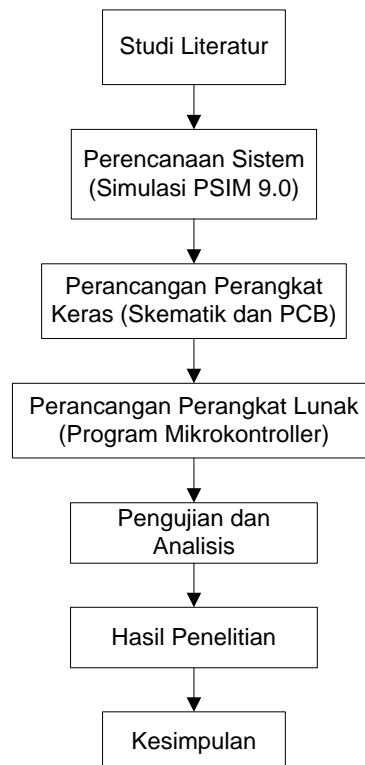 Studi Literatur
Perencanaan Sistem
(Simulasi PSIM 9.0)
Perancangan Perangkat
Keras (Skematik dan PCB)
Perancangan Perangkat Lunak
(Program Mikrokontroller)
Pengujian dan
Analisis
Hasil Penelitian
Kesimpulan